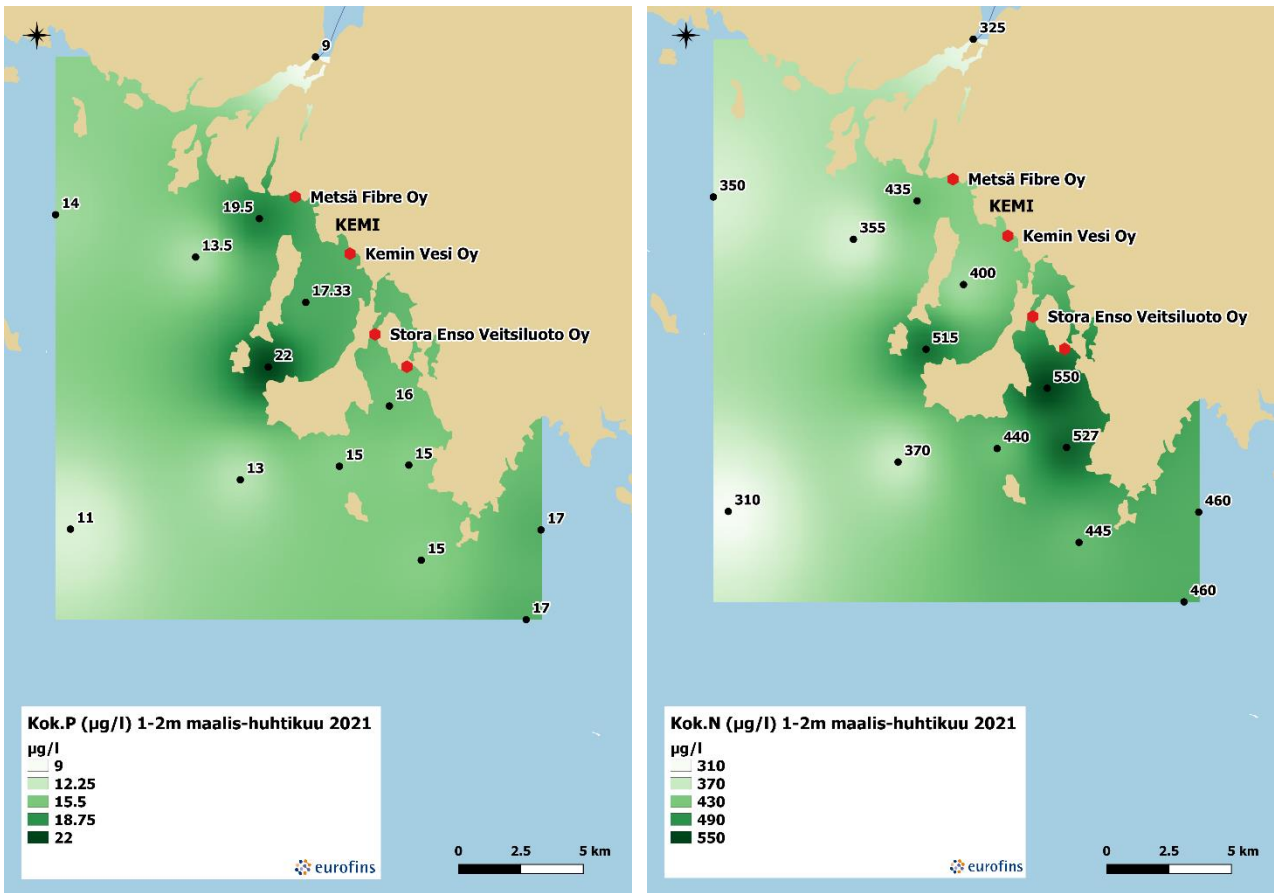 9
14
19.5
Metsä Fibre Oy
KEMI
13.5
Kemin Vesi Oy
17.33
Stora Enso Veitsiluoto Oy
22
16
15
15
13
11
17
15
17
Kok.P (µg/l) 1-2m maalis-huhtikuu 2021
µg/l
9
12.25
15.5
18.75
22
eurofins
0 2.5 5 km
325
350
435
Metsä Fibre Oy
KEMI
355
Kemin Vesi Oy
400
Stora Enso Veitsiluoto Oy
515
550
440
527
370
310
460
445
460
Kok.N (µg/l) 1-2m maalis-huhtikuu 2021
µg/l
310
370
430
490
550
eurofins
0 2.5 5 km